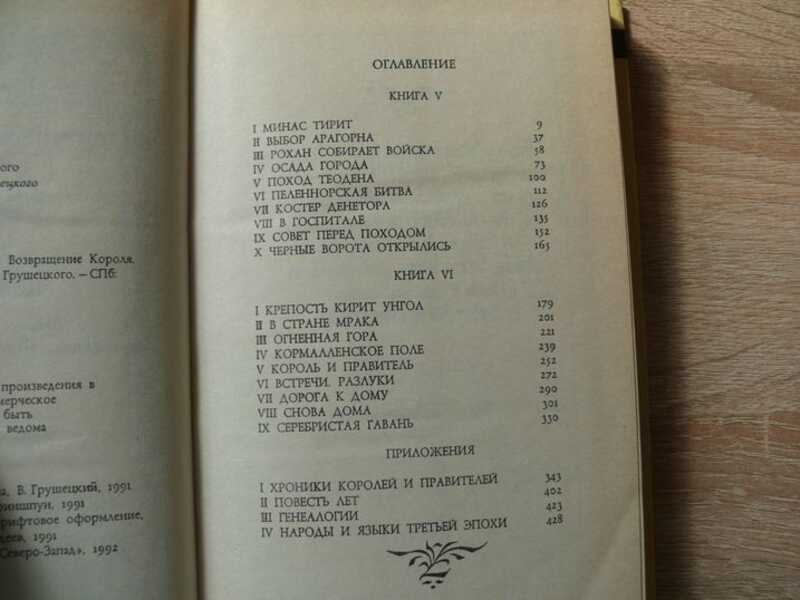 ого
ецкого
Возвращение Короля.
Грушецкого. — СПб:
произведения в
мерческое
быть
ведома
а, В. Грушецкий, 1991
риншпун, 1991
рифтовое оформление,
деев, 1991
Северо-Запад», 1992
ОГЛАВЛЕНИЕ
КНИГА V
I МИНАС ТИРИТ 9
II ВЫБОР АРАГОРНА 37
III РОХАН СОБИРАЕТ ВОЙСКА 58
IV ОСАДА ГОРОДА 73
V ПОХОД ТЕОДЕНА 100
VI ПЕЛЕННОРСКАЯ БИТВА 112
VII КОСТЕР ДЕНЕТОРА 126
VIII В ГОСПИТАЛЕ 135
IX СОВЕТ ПЕРЕД ПОХОДОМ 152
X ЧЕРНЫЕ ВОРОТА ОТКРЫЛИСЬ 165
КНИГА VI
I КРЕПОСТЬ КИРИТ УНГОЛ 179
II В СТРАНЕ МРАКА 201
III ОГНЕННАЯ ГОРА 221
IV КОРМАЛЛЕНСКОЕ ПОЛЕ 239
V КОРОЛЬ И ПРАВИТЕЛЬ 252
VI ВСТРЕЧИ. РАЗЛУКИ 272
VII ДОРОГА К ДОМУ 290
VIII СНОВА ДОМА 301
IX СЕРЕБРИСТАЯ ГАВАНЬ 330
ПРИЛОЖЕНИЯ
I ХРОНИКИ КОРОЛЕЙ И ПРАВИТЕЛЕЙ 343
II ПОВЕСТЬ ЛЕТ 402
III ГЕНЕАЛОГИИ 423
IV НАРОДЫ И ЯЗЫКИ ТРЕТЬЕЙ ЭПОХИ 428